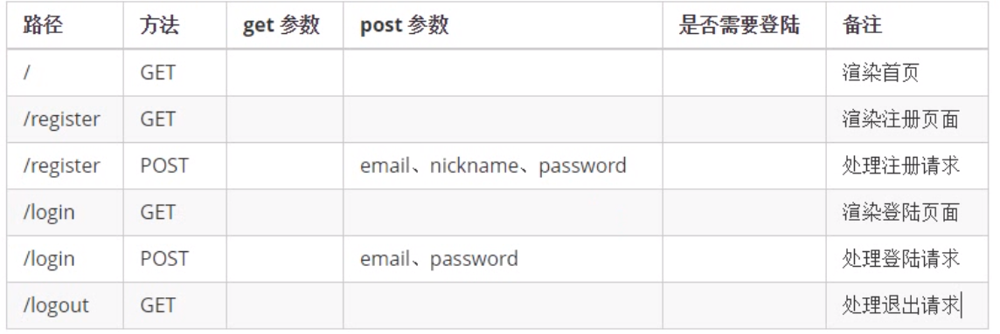 路径 方法 get 参数 post 参数 是否需要登陆 备注
/ GET 渲染首页
/register GET 渲染注册页面
/register POST email、nickname、password 处理注册请求
/login GET 渲染登陆页面
/login POST email、password 处理登陆请求
/logout GET 处理退出请求